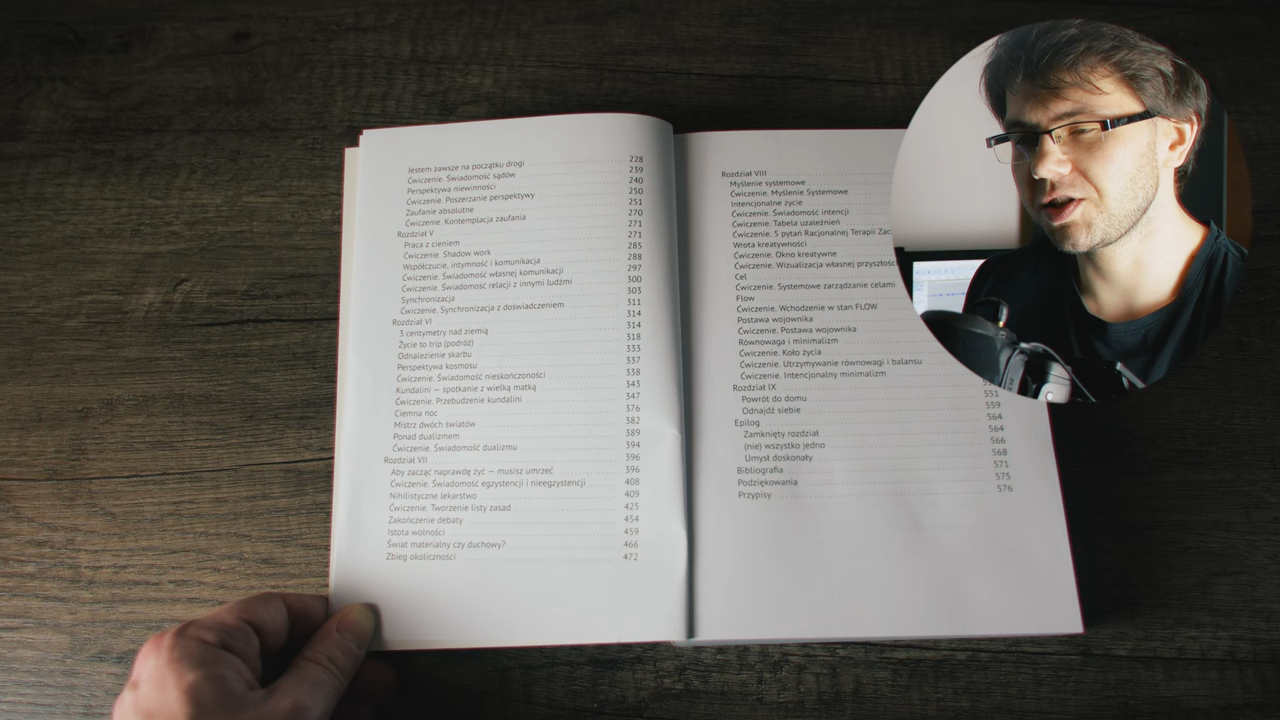 Jestem zawsze na początku drogi 228
Ćwiczenie. Świadomość sądów 239
Perspektywa niewinności 240
Ćwiczenie. Poszerzanie perspektywy 250
Zaufanie absolutne 251
Ćwiczenie. Kontemplacja zaufania 270
Rozdział V 271
Praca z cieniem 271
Ćwiczenie. Shadow work 285
Współczucie, intymność i komunikacja 288
Ćwiczenie. Świadomość własnej komunikacji 297
Ćwiczenie. Świadomość relacji z innymi ludźmi 300
Synchronizacja 303
Ćwiczenie. Synchronizacja z doświadczeniem 311
Rozdział VI 314
3 centymetry nad ziemią 314
Życie to trip (podróż) 318
Odnalezienie skarbu 333
Perspektywa kosmosu 337
Ćwiczenie. Świadomość nieskończoności 338
Kundalini — spotkanie z wielką matką 343
Ćwiczenie. Przebudzenie kundalini 347
Ciemna noc 376
Mistrz dwóch światów 382
Ponad dualizmem 389
Ćwiczenie. Świadomość dualizmu 394
Rozdział VII 396
Aby zacząć naprawdę żyć — musisz umrzeć 396
Ćwiczenie. Świadomość egzystencji i nieegzystencji 408
Nihilistyczne lekarstwo 409
Ćwiczenie. Tworzenie listy zasad 425
Zakończenie debaty 454
Istota wolności 459
Świat materialny czy duchowy? 466
Zbieg okoliczności 472
Rozdział VIII
Myślenie systemowe
Ćwiczenie. Myślenie Systemowe
Intencjonalne życie
Ćwiczenie. Świadomość intencji
Ćwiczenie. Tabela uzależnień
Ćwiczenie. 5 pytań Racjonalnej Terapii
Wrota kreatywności
Ćwiczenie. Okno kreatywne
Ćwiczenie. Wizualizacja własnej
Cel
Ćwiczenie. Systemowe zarządzanie celami
Flow
Ćwiczenie. Wchodzenie w stan FLOW
Postawa wojownika
Ćwiczenie. Postawa wojownika
Równowaga i minimalizm
Ćwiczenie. Koło życia
Ćwiczenie. Utrzymywanie równowagi i balansu
Ćwiczenie. Intencjonalny minimalizm
Rozdział IX 551
Powrót do domu 551
Odnajdź siebie 559
Epilog 564
Zamknięty rozdział 564
(nie) wszystko jedno 566
Umysł doskonały 568
Bibliografia 571
Podziękowania 575
Przypisy 576